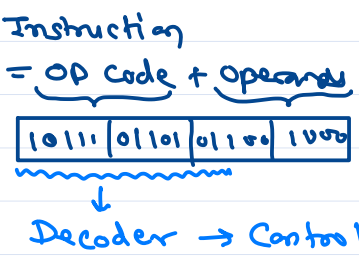 Instruction
= OP Code + Operands
10111 01101 01100 1000
Decoder → Control